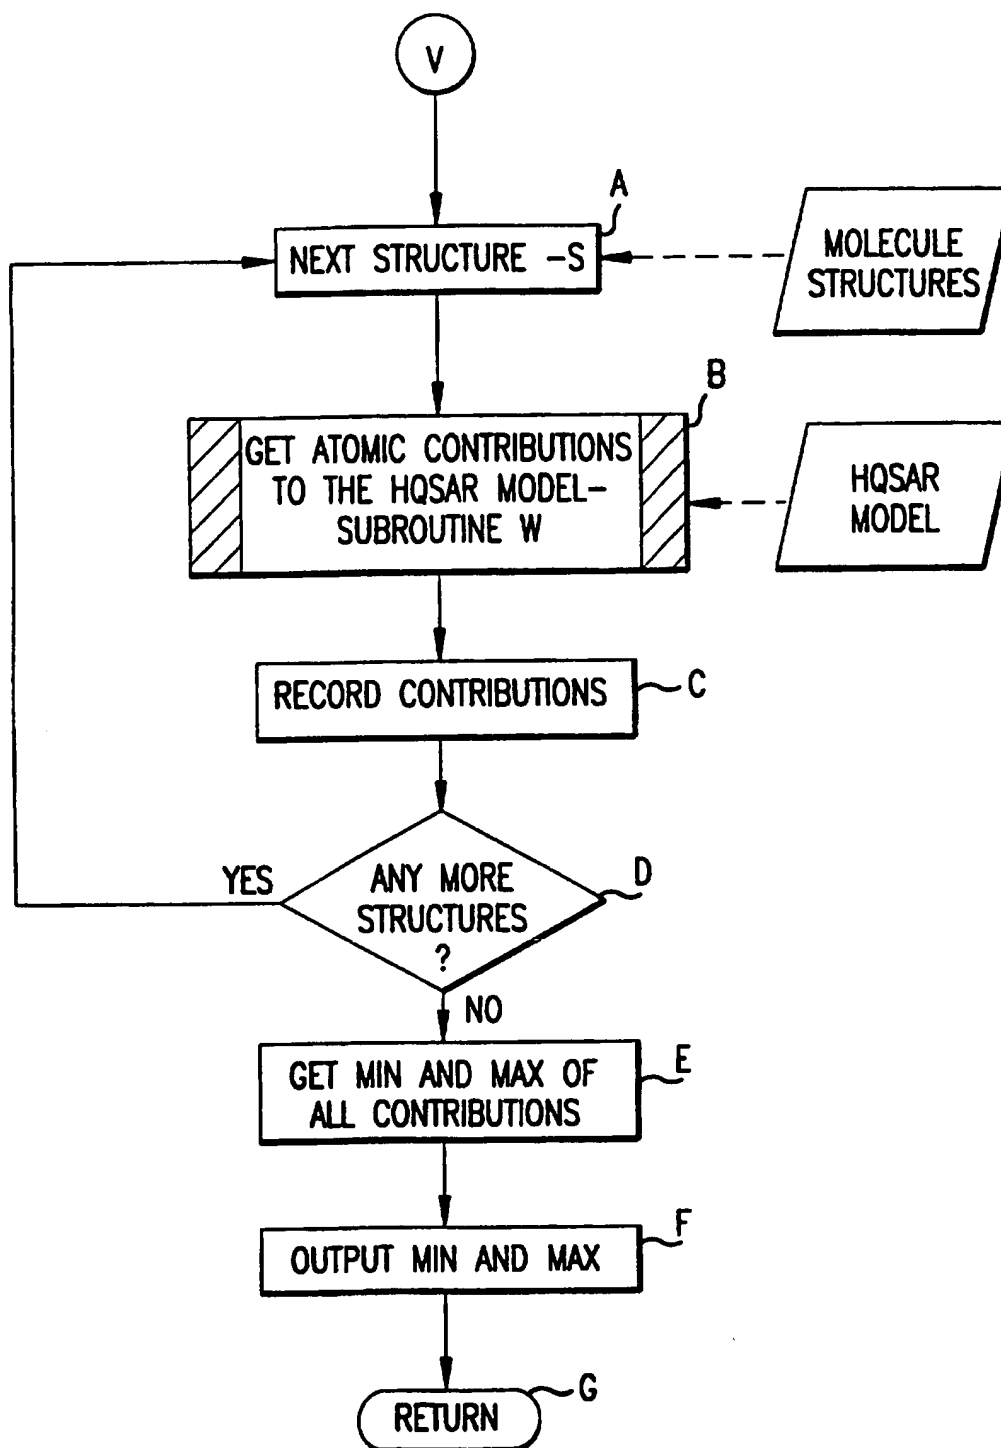 V
A
NEXT STRUCTURE -S
MOLECULE
STRUCTURES
B
GET ATOMIC CONTRIBUTIONS
TO THE HQSAR MODEL-
SUBROUTINE W
HQSAR
MODEL
RECORD CONTRIBUTIONS
C
YES
ANY MORE
STRUCTURES
?
D
NO
GET MIN AND MAX OF
ALL CONTRIBUTIONS
E
OUTPUT MIN AND MAX
F
RETURN
G